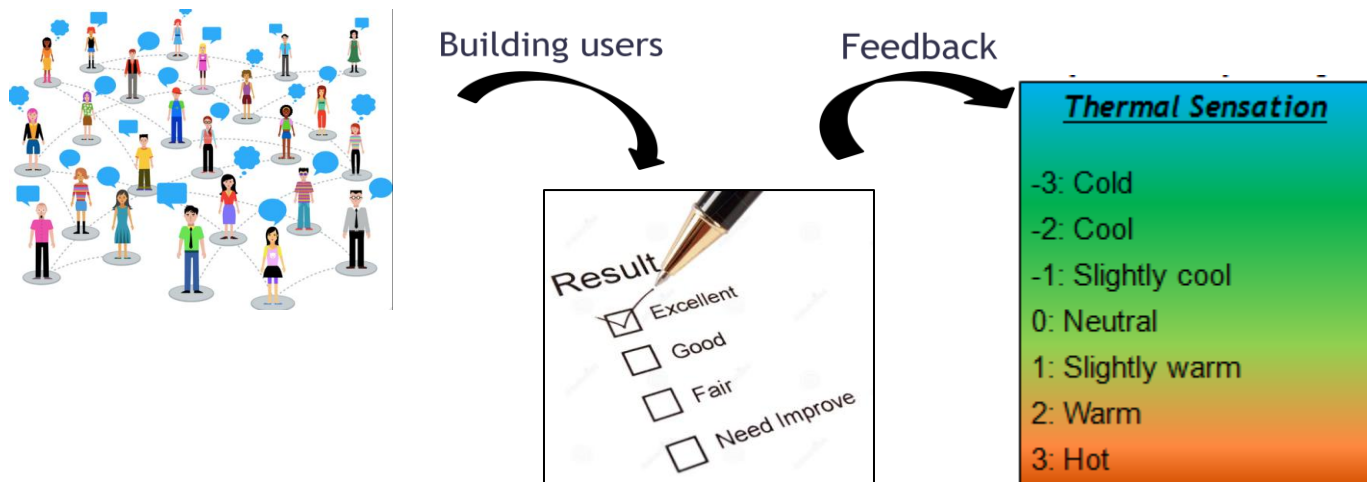 Building users
Feedback
Result
Excellent
Good
Fair
Need Improve
Thermal Sensation
-3: Cold
-2: Cool
-1: Slightly cool
0: Neutral
1: Slightly warm
2: Warm
3: Hot